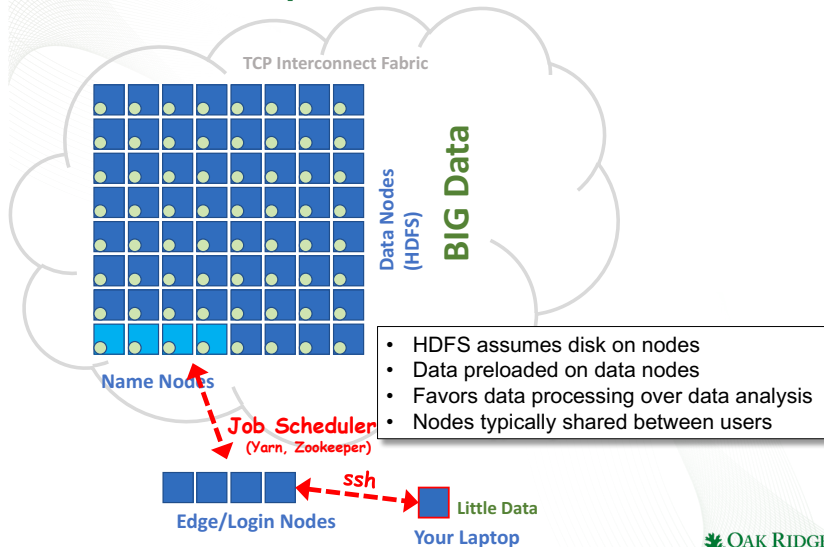 TCP Interconnect Fabric
Data Nodes
(HDFS)
BIG Data
Name Nodes
• HDFS assumes disk on nodes
• Data preloaded on data nodes
• Favors data processing over data analysis
• Nodes typically shared between users
Job Scheduler
(Yarn, Zookeeper)
ssh
Edge/Login Nodes
Little Data
Your Laptop
OAK RIDGE